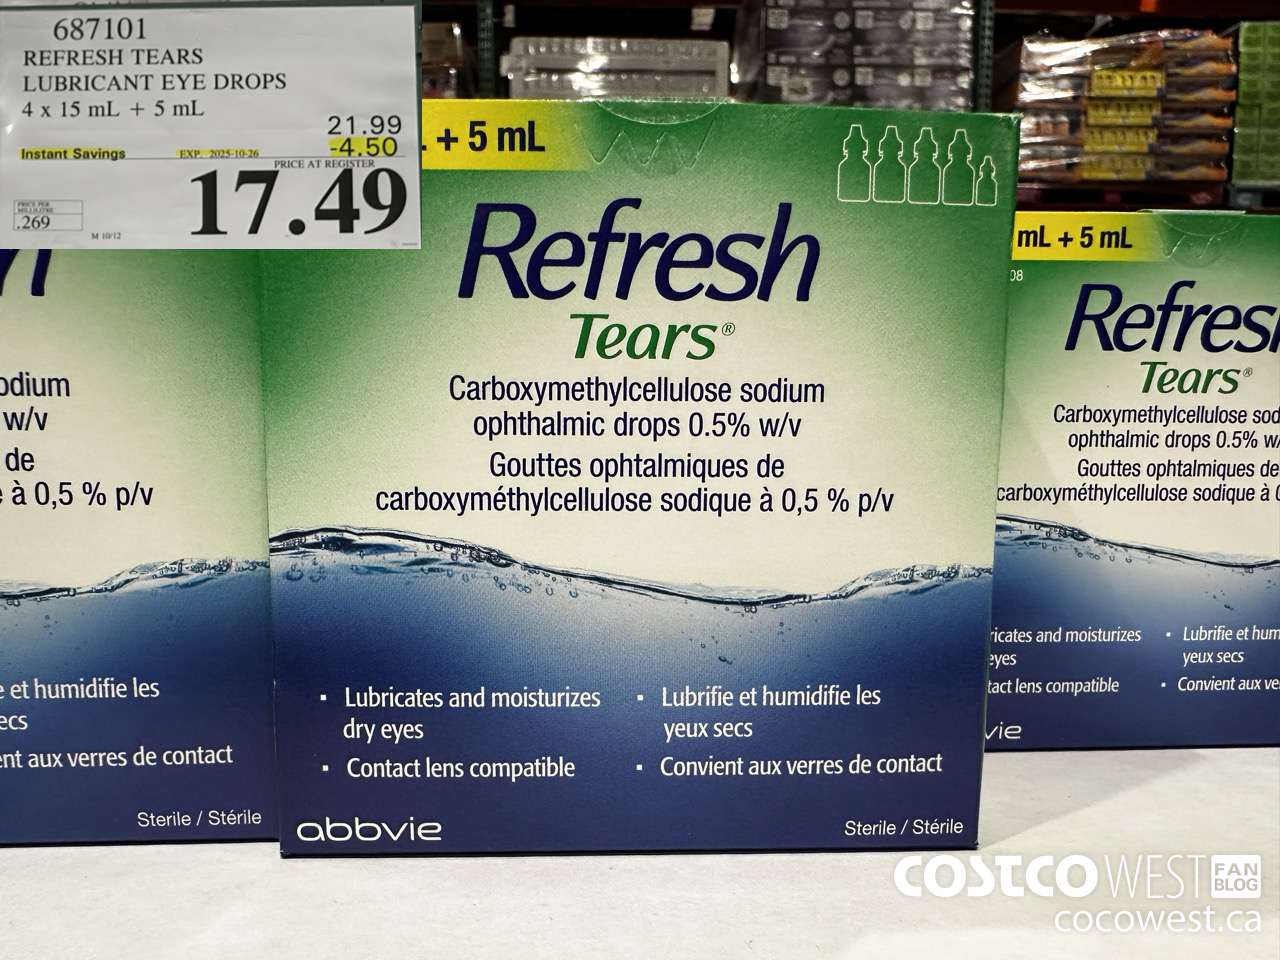 687101
REFRESH TEARS
LUBRICANT EYE DROPS
4 x 15 mL + 5 mL
21.99
Instant Savings EXP. 2025-10-26 -4.50
PRICE AT REGISTER
17.49
PRICE PER
MILLILITRE
.269
M 10/12
+ 5 mL
Refresh
Tears®
Carboxymethylcellulose sodium
ophthalmic drops 0.5% w/v
Gouttes ophtalmiques de
carboxyméthylcellulose sodique à 0,5 % p/v
• Lubricates and moisturizes
dry eyes
• Contact lens compatible
• Lubrifie et humidifie les
yeux secs
• Convient aux verres de contact
abbvie
Sterile / Stérile
odium
w/v
de
e à 0,5 % p/v
e et humidifie les
ecs
ent aux verres de contact
Sterile / Stérile
mL + 5 mL
08
Refres
Tears®
Carboxymethylcellulose sod
ophthalmic drops 0.5% w/
Gouttes ophtalmiques de
carboxyméthylcellulose sodique à
ricates and moisturizes
eyes
tact lens compatible
• Lubrifie et hum
yeux secs
• Convient aux ve
vie
COSTCO WEST FAN
BLOG
cocowest.ca